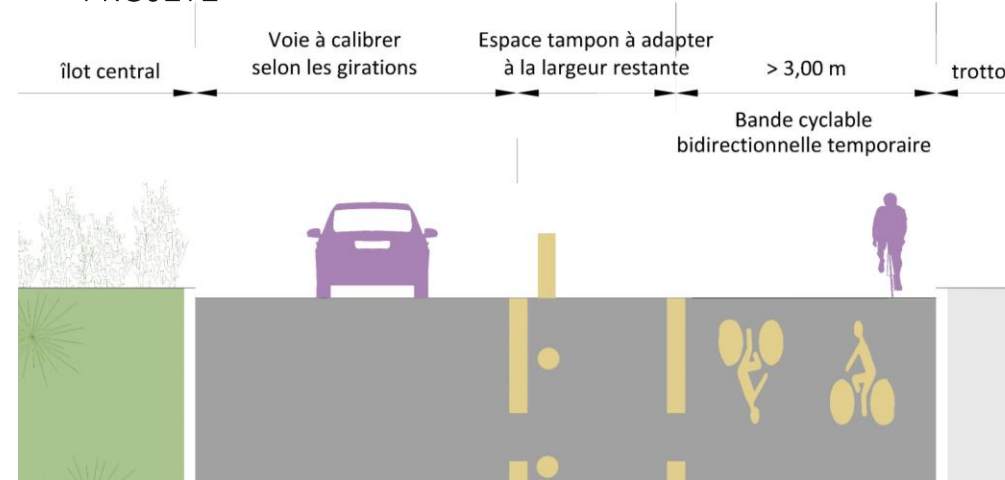 îlot central
Voie à calibrer
selon les girations
Espace tampon à adapter
à la largeur restante
> 3,00 m
trotto
Bande cyclable
bidirectionnelle temporaire